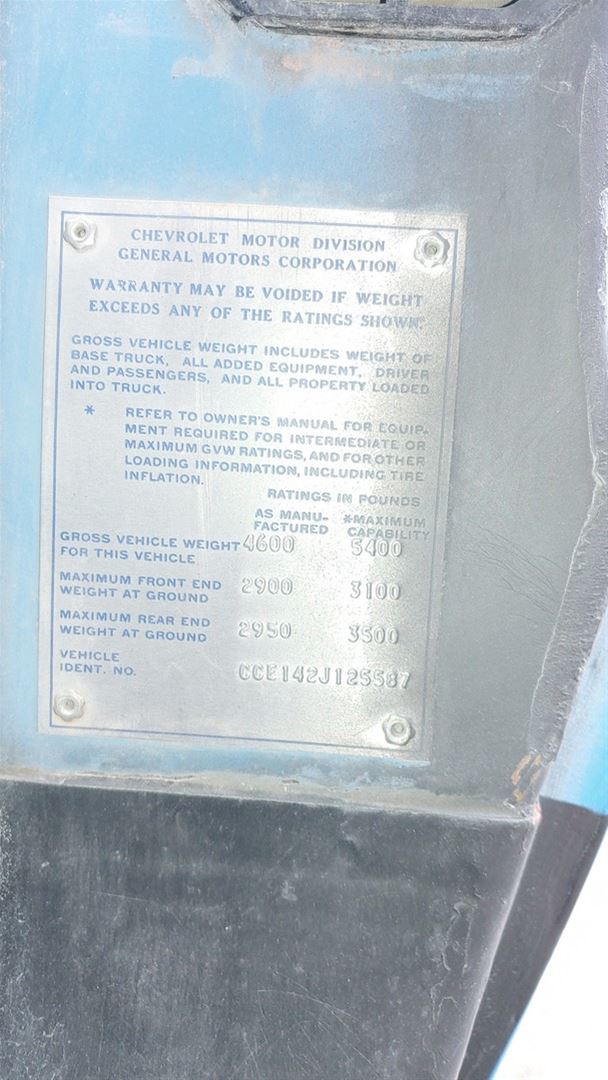 CHEVROLET MOTOR DIVISION
GENERAL MOTORS CORPORATION
WARRANTY MAY BE VOIDED IF WEIGHT
EXCEEDS ANY OF THE RATINGS SHOWN.
GROSS VEHICLE WEIGHT INCLUDES WEIGHT OF
BASE TRUCK, ALL ADDED EQUIPMENT, DRIVER
AND PASSENGERS, AND ALL PROPERTY LOADED
INTO TRUCK.
* REFER TO OWNER'S MANUAL FOR EQUIP-
MENT REQUIRED FOR INTERMEDIATE OR
MAXIMUM GVW RATINGS, AND FOR OTHER
LOADING INFORMATION, INCLUDING TIRE
INFLATION.
RATINGS IN POUNDS
AS MANU- *MAXIMUM
FACTURED CAPABILITY
GROSS VEHICLE WEIGHT 4600 5400
FOR THIS VEHICLE
MAXIMUM FRONT END 2900 3100
WEIGHT AT GROUND
MAXIMUM REAR END 2950 3500
WEIGHT AT GROUND
VEHICLE
IDENT. NO. CCE142J125587